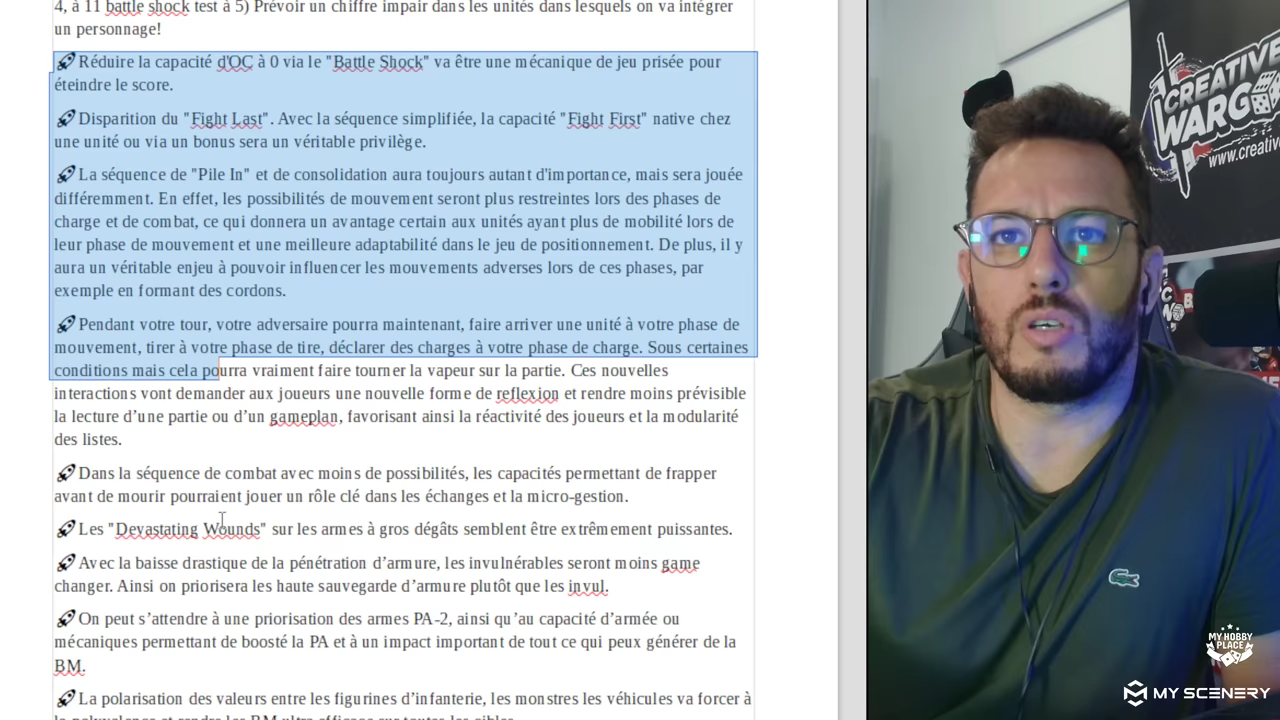 4, à 11 battle shock test à 5) Prévoir un chiffre impair dans les unités dans lesquels on va intégrer
un personnage!
🚀Réduire la capacité d'OC à 0 via le "Battle Shock" va être une mécanique de jeu prisée pour
éteindre le score.
🚀Disparition du "Fight Last". Avec la séquence simplifiée, la capacité "Fight First" native chez
une unité ou via un bonus sera un véritable privilège.
🚀La séquence de "Pile In" et de consolidation aura toujours autant d'importance, mais sera jouée
différemment. En effet, les possibilités de mouvement seront plus restreintes lors des phases de
charge et de combat, ce qui donnera un avantage certain aux unités ayant plus de mobilité lors de
leur phase de mouvement et une meilleure adaptabilité dans le jeu de positionnement. De plus, il y
aura un véritable enjeu à pouvoir influencer les mouvements adverses lors de ces phases, par
exemple en formant des cordons.
🚀Pendant votre tour, votre adversaire pourra maintenant, faire arriver une unité à votre phase de
mouvement, tirer à votre phase de tire, déclarer des charges à votre phase de charge. Sous certaines
conditions mais cela pourra vraiment faire tourner la vapeur sur la partie. Ces nouvelles
interactions vont demander aux joueurs une nouvelle forme de reflexion et rendre moins prévisible
la lecture d’une partie ou d’un gameplan, favorisant ainsi la réactivité des joueurs et la modularité
des listes.
🚀Dans la séquence de combat avec moins de possibilités, les capacités permettant de frapper
avant de mourir pourraient jouer un rôle clé dans les échanges et la micro-gestion.
🚀Les "Devastating Wounds" sur les armes à gros dégâts semblent être extrêmement puissantes.
🚀Avec la baisse drastique de la pénétration d’armure, les invulnérables seront moins game
changer. Ainsi on priorisera les haute sauvegarde d’armure plutôt que les invul.
🚀On peut s’attendre à une priorisation des armes PA-2, ainsi qu’au capacité d’armée ou
mécaniques permettant de boosté la PA et à un impact important de tout ce qui peux générer de la
BM.
🚀La polarisation des valeurs entre les figurines d’infanterie, les monstres les véhicules va forcer à
CREATIVE
WARG
www.creativ
MY HOBBY
PLACE
MY SCENERY